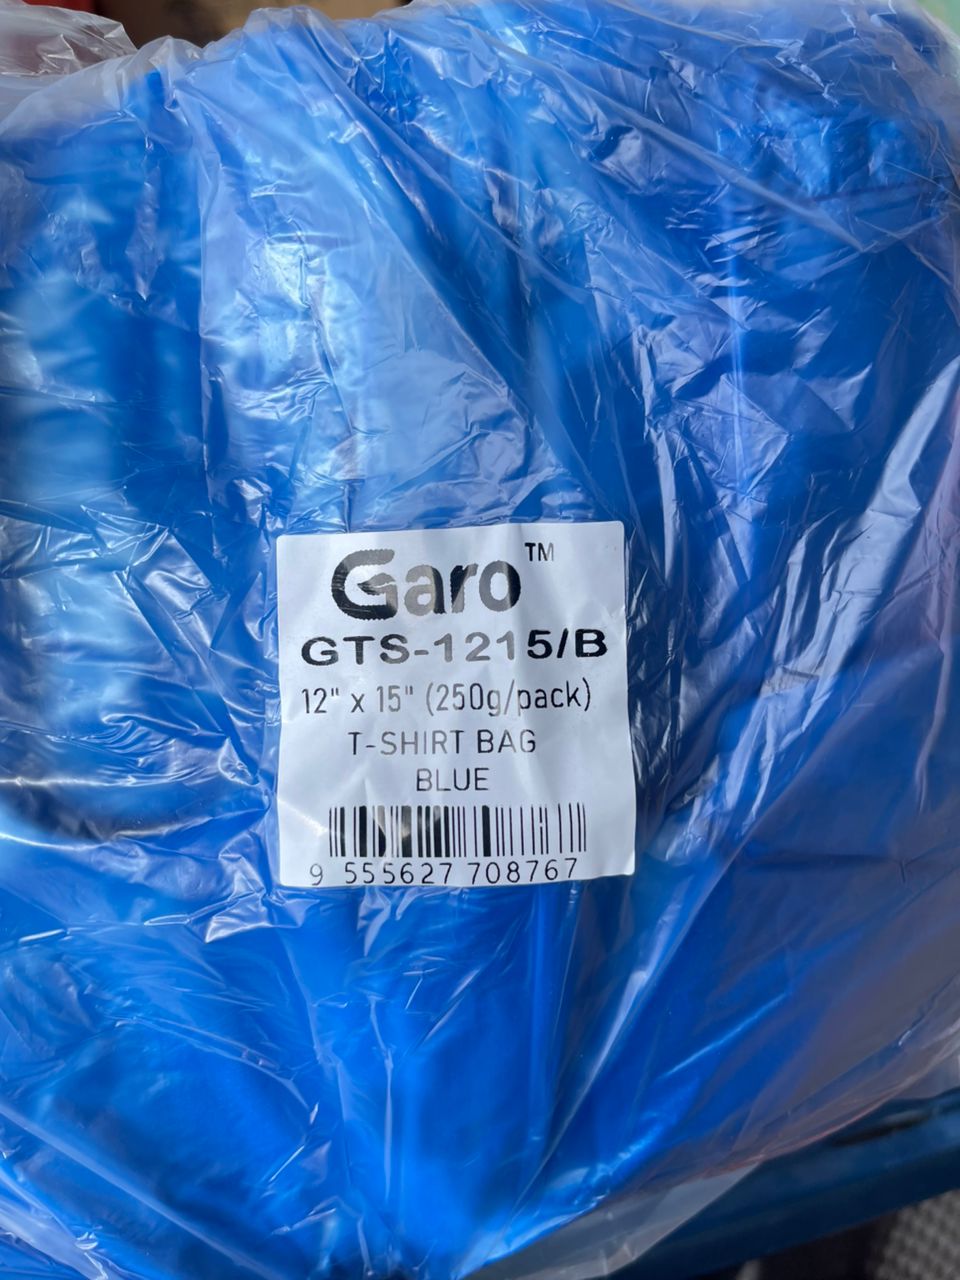 Garo™
GTS-1215/B
12" x 15" (250g/pack)
T-SHIRT BAG
BLUE
9 555627 708767